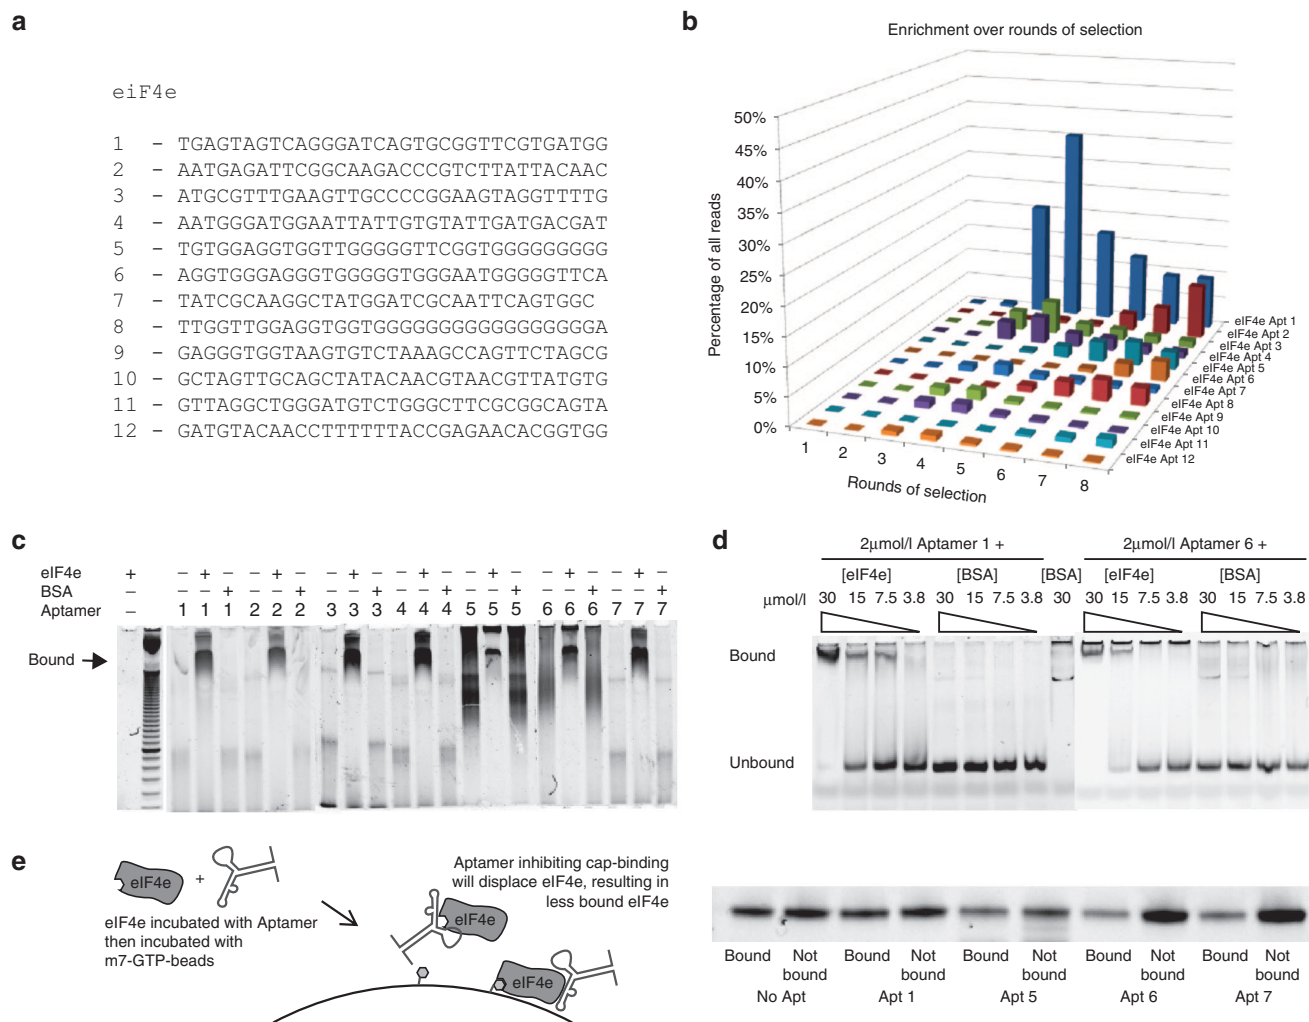 a
eiF4e
1 - TGAGTAGTCAGGGATCAGTGCGGTTCGTGATGG
2 - AATGAGATTCGGCAAGACCCGTCTTATTACAAC
3 - ATGCGTTTGAAGTTGCCCCGGAAGTAGGTTTTG
4 - AATGGGATGGAATTATTGTGTATTGATGACGAT
5 - TGTGGAGGTGGTTGGGGGTTCGGTGGGGGGGGG
6 - AGGTGGGAGGGTGGGGGTGGGAATGGGGGTTCA
7 - TATCGCAAGGCTATGGATCGCAATTCAGTGGC
8 - TTGGTTGGAGGTGGTGGGGGGGGGGGGGGGGGA
9 - GAGGGTGGTAAGTGTCTAAAGCCAGTTCTAGCG
10 - GCTAGTTGCAGCTATACAACGTAACGTTATGTG
11 - GTTAGGCTGGGATGTCTGGGCTTCGCGGCAGTA
12 - GATGTACAACCTTTTTTACCGAGAACACGGTGG
b
Enrichment over rounds of selection
Percentage of all reads
50%
45%
40%
35%
30%
25%
20%
15%
10%
5%
0%
1 2 3 4 5 6 7 8
Rounds of selection
eIF4e Apt 1
eIF4e Apt 2
eIF4e Apt 3
eIF4e Apt 4
eIF4e Apt 5
eIF4e Apt 6
eIF4e Apt 7
eIF4e Apt 8
eIF4e Apt 9
eIF4e Apt 10
eIF4e Apt 11
eIF4e Apt 12
c
eIF4e + – + – – + – – + – – + – – + – – + – – + –
BSA – – – + – – + – – + – – + – – + – – + – – +
Aptamer – 1 1 1 2 2 2 3 3 3 4 4 4 5 5 5 6 6 6 7 7 7
Bound
d
2μmol/l Aptamer 1 + 2μmol/l Aptamer 6 +
[eIF4e] [BSA] [BSA] [eIF4e] [BSA]
μmol/l 30 15 7.5 3.8 30 15 7.5 3.8 30 30 15 7.5 3.8 30 15 7.5 3.8
Bound
Unbound
e
eIF4e +
eIF4e incubated with Aptamer
then incubated with
m7-GTP-beads
Aptamer inhibiting cap-binding
will displace eIF4e, resulting in
less bound eIF4e
eIF4e
eIF4e
Bound Not bound Bound Not bound Bound Not bound Bound Not bound Bound Not bound
No Apt Apt 1 Apt 5 Apt 6 Apt 7